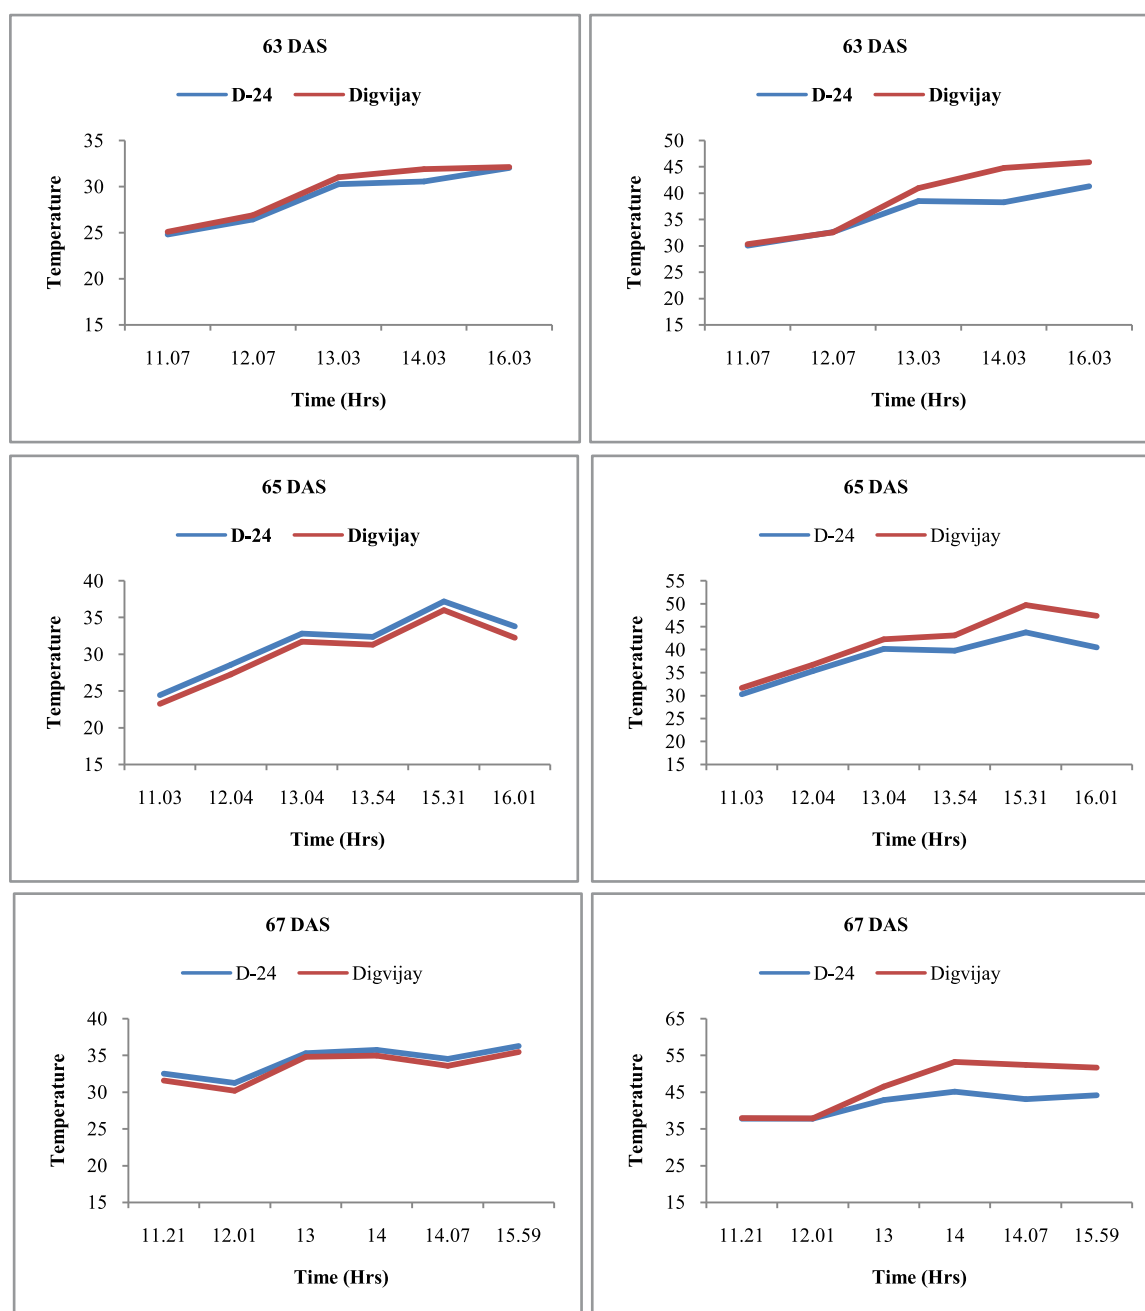 63 DAS
D-24 Digvijay
35
30
25
20
15
Temperature
11.07 12.07 13.03 14.03 16.03
Time (Hrs)
63 DAS
D-24 Digvijay
50
45
40
35
30
25
20
15
Temperature
11.07 12.07 13.03 14.03 16.03
Time (Hrs)
65 DAS
D-24 Digvijay
40
35
30
25
20
15
Temperature
11.03 12.04 13.04 13.54 15.31 16.01
Time (Hrs)
65 DAS
D-24 Digvijay
55
50
45
40
35
30
25
20
15
Temperature
11.03 12.04 13.04 13.54 15.31 16.01
Time (Hrs)
67 DAS
D-24 Digvijay
40
35
30
25
20
15
Temperature
11.21 12.01 13 14 14.07 15.59
Time (Hrs)
67 DAS
D-24 Digvijay
65
55
45
35
25
15
Temperature
11.21 12.01 13 14 14.07 15.59
Time (Hrs)